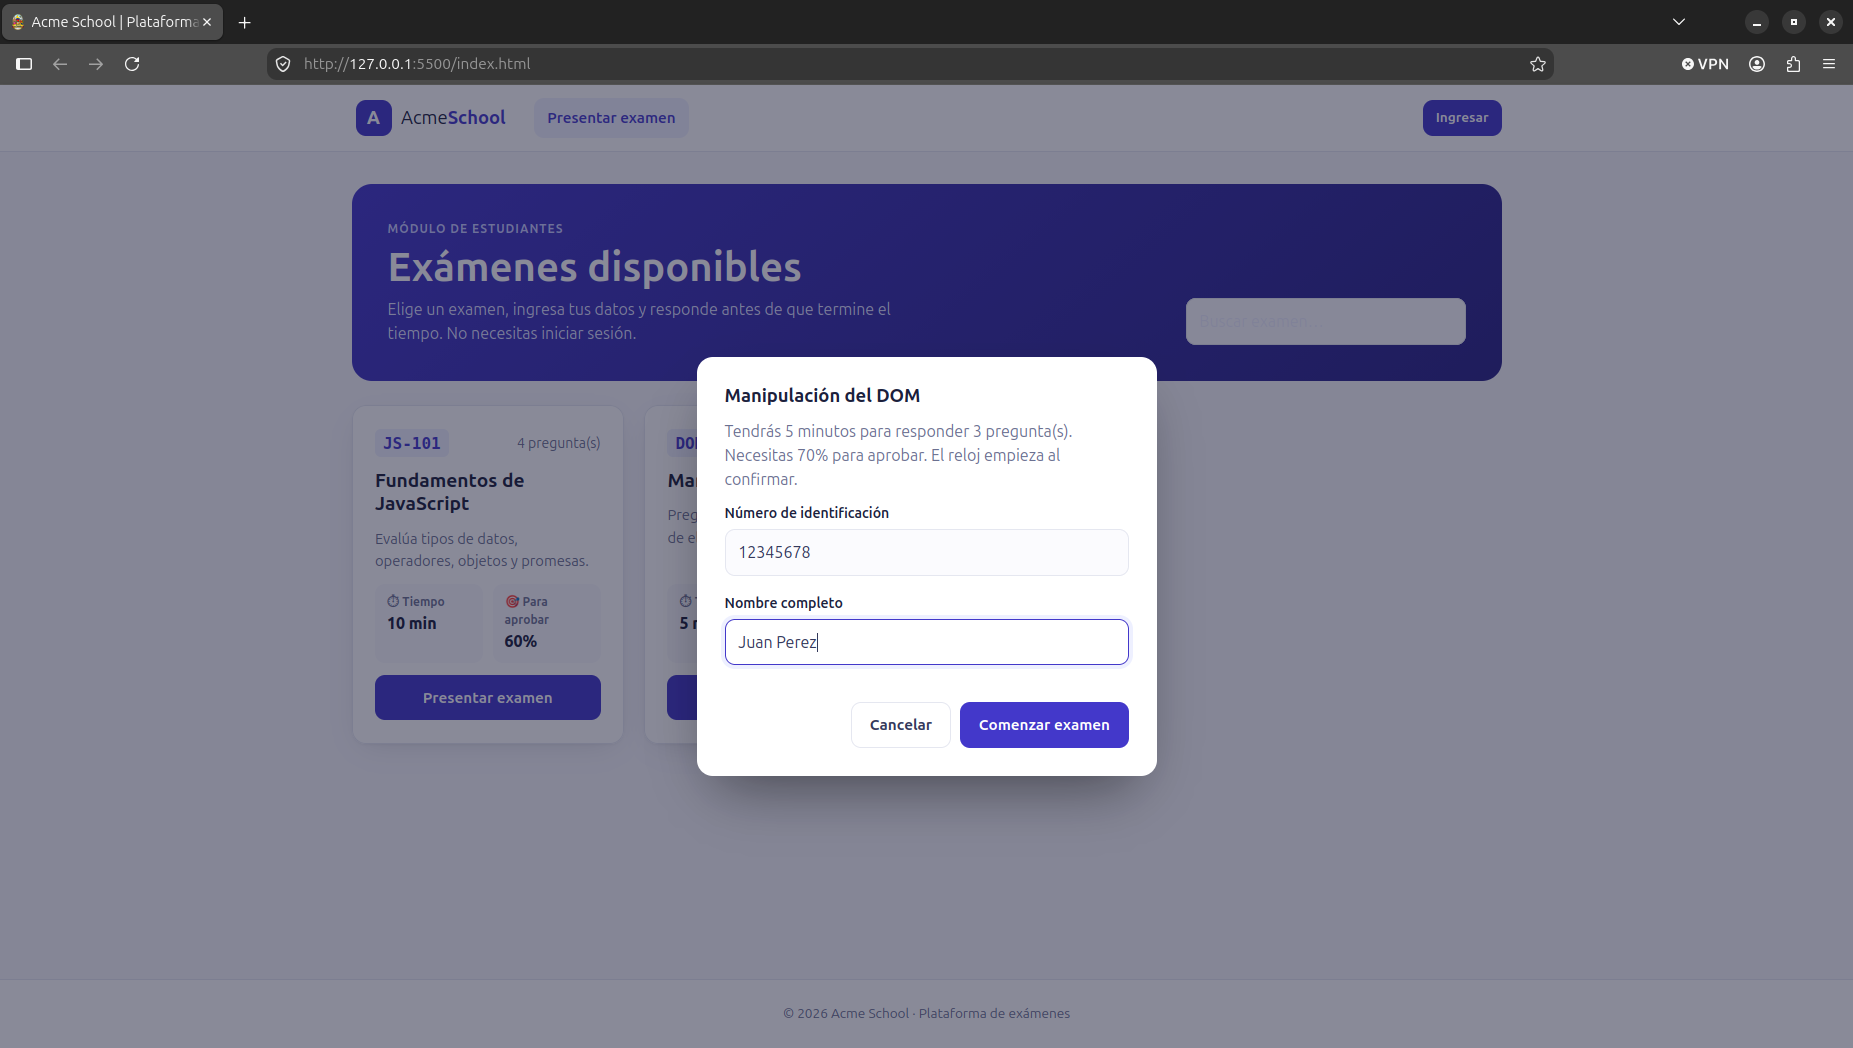 Acme School | Plataforma
http://127.0.0.1:5500/index.html
VPN
A
AcmeSchool
Presentar examen
Ingresar
MÓDULO DE ESTUDIANTES
Exámenes disponibles
Elige un examen, ingresa tus datos y responde antes de que termine el
tiempo. No necesitas iniciar sesión.
Buscar examen...
JS-101
4 pregunta(s)
Fundamentos de
JavaScript
Evalúa tipos de datos,
operadores, objetos y promesas.
Tiempo
10 min
Para
aprobar
60%
Presentar examen
Manipulación del DOM
Tendrás 5 minutos para responder 3 pregunta(s).
Necesitas 70% para aprobar. El reloj empieza al
confirmar.
Número de identificación
12345678
Nombre completo
Juan Perez
Cancelar
Comenzar examen
© 2026 Acme School · Plataforma de exámenes